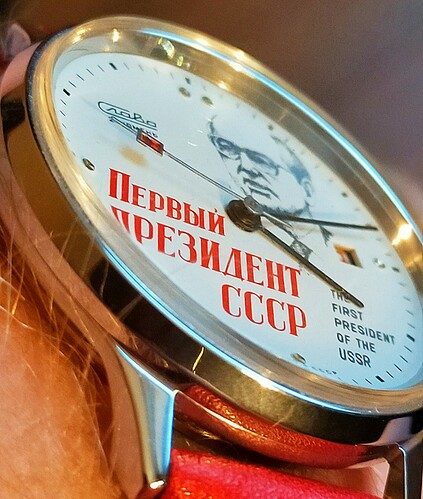 Слава
Первый
ПРЕЗИДЕНТ
СССР
THE
FIRST
PRESIDENT
OF THE
USSR